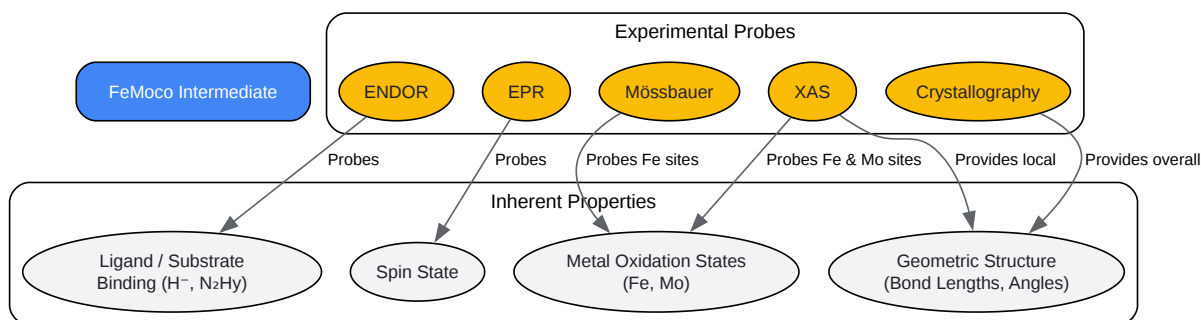 Experimental Probes
FeMoco Intermediate
ENDOR
EPR
Mössbauer
XAS
Crystallography
Probes
Probes
Probes Fe sites
Probes Fe & Mo sites
Provides local
Provides overall
Inherent Properties
Ligand / Substrate
Binding (H⁻, N₂Hy)
Spin State
Metal Oxidation States
(Fe, Mo)
Geometric Structure
(Bond Lengths, Angles)